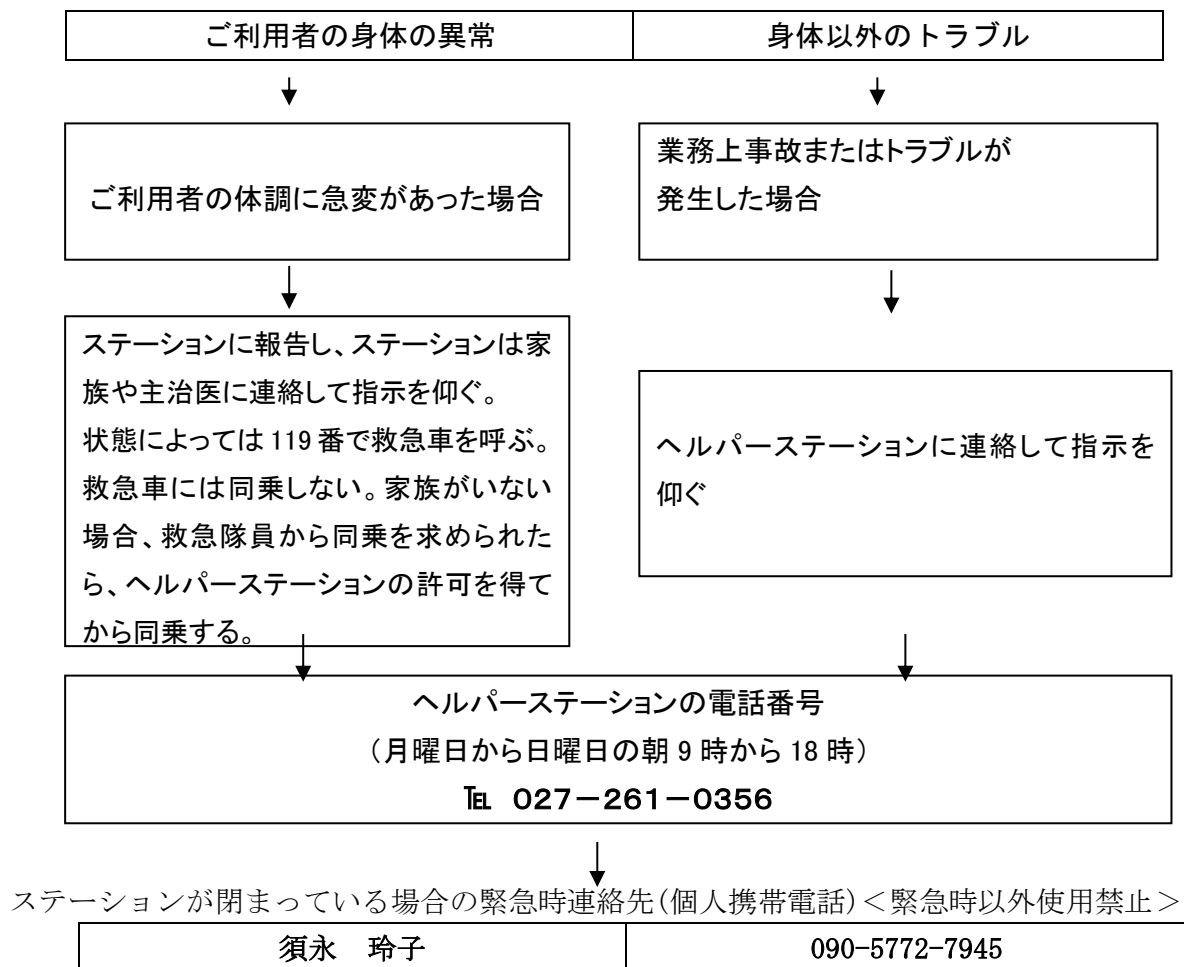 ご利用者の身体の異常
身体以外のトラブル
ご利用者の体調に急変があった場合
業務上事故またはトラブルが
発生した場合
ステーションに報告し、ステーションは家
族や主治医に連絡して指示を仰ぐ。
状態によっては 119 番で救急車を呼ぶ。
救急車には同乗しない。家族がいない
場合、救急隊員から同乗を求められた
ら、ヘルパーステーションの許可を得て
から同乗する。
ヘルパーステーションに連絡して指示を
仰ぐ
ヘルパーステーションの電話番号
（月曜日から日曜日の朝 9 時から 18 時）
℡ 027－261－0356
ステーションが閉まっている場合の緊急時連絡先(個人携帯電話)＜緊急時以外使用禁止＞
須永　玲子
090-5772-7945